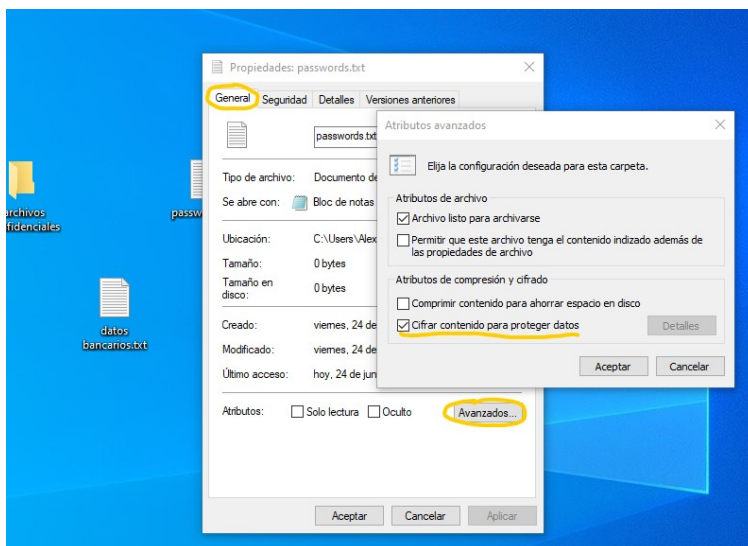 Propiedades: passwords.txt
General Seguridad Detalles Versiones anteriores
passwords.txt
Tipo de archivo: Documento de
Se abre con: Bloc de notas
Ubicación: C:\Users\Alex
Tamaño: 0 bytes
Tamaño en
disco: 0 bytes
Creado: viernes, 24 de
Modificado: viernes, 24 de
Último acceso: hoy, 24 de jun
Atributos: Solo lectura Oculto Avanzados...
Aceptar Cancelar Aplicar
Atributos avanzados
Elija la configuración deseada para esta carpeta.
Atributos de archivo
Archivo listo para archivarse
Permitir que este archivo tenga el contenido indizado además de
las propiedades de archivo
Atributos de compresión y cifrado
Comprimir contenido para ahorrar espacio en disco
Cifrar contenido para proteger datos Detalles
Aceptar Cancelar
archivos
fidenciales
passw
datos
bancarios.txt